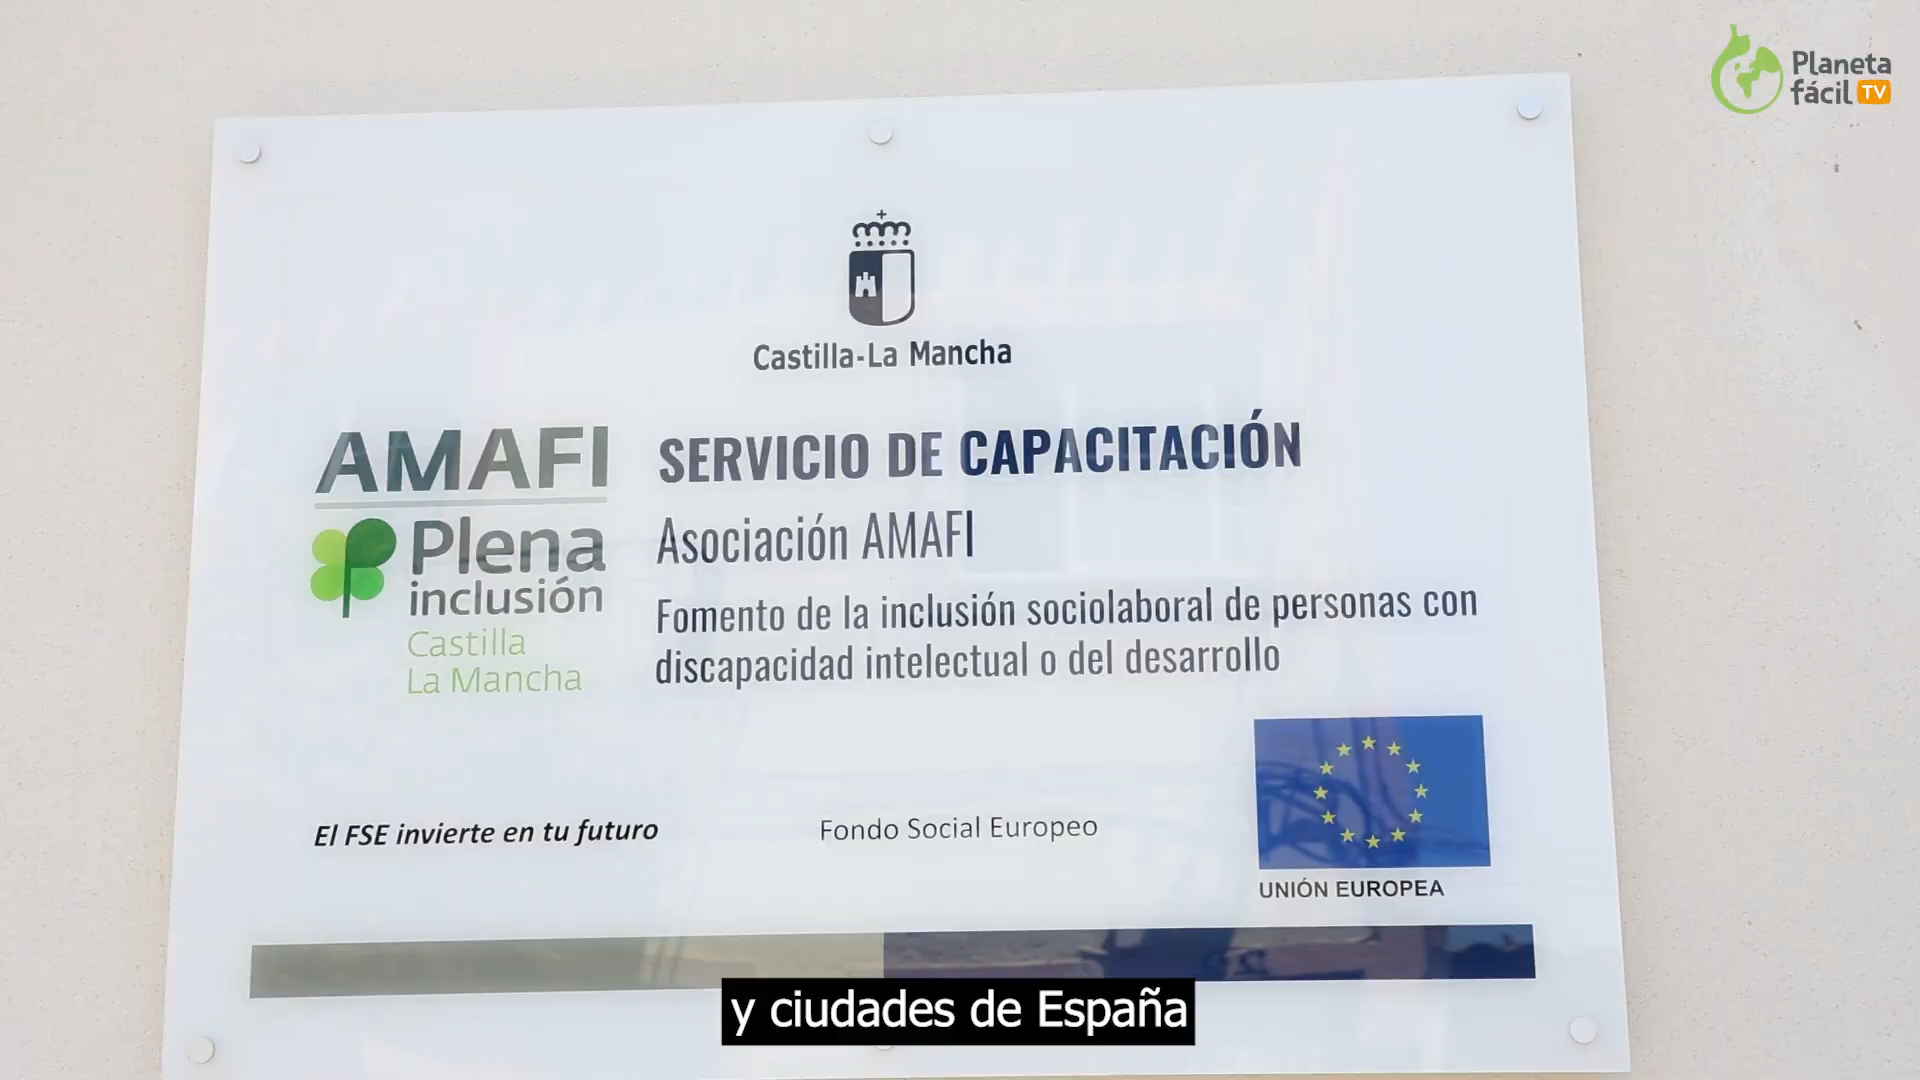 Planeta
fácil TV
Castilla-La Mancha
AMAFI
Plena
inclusión
Castilla
La Mancha
SERVICIO DE CAPACITACIÓN
Asociación AMAFI
Fomento de la inclusión sociolaboral de personas con
discapacidad intelectual o del desarrollo
El FSE invierte en tu futuro
Fondo Social Europeo
UNIÓN EUROPEA
y ciudades de España